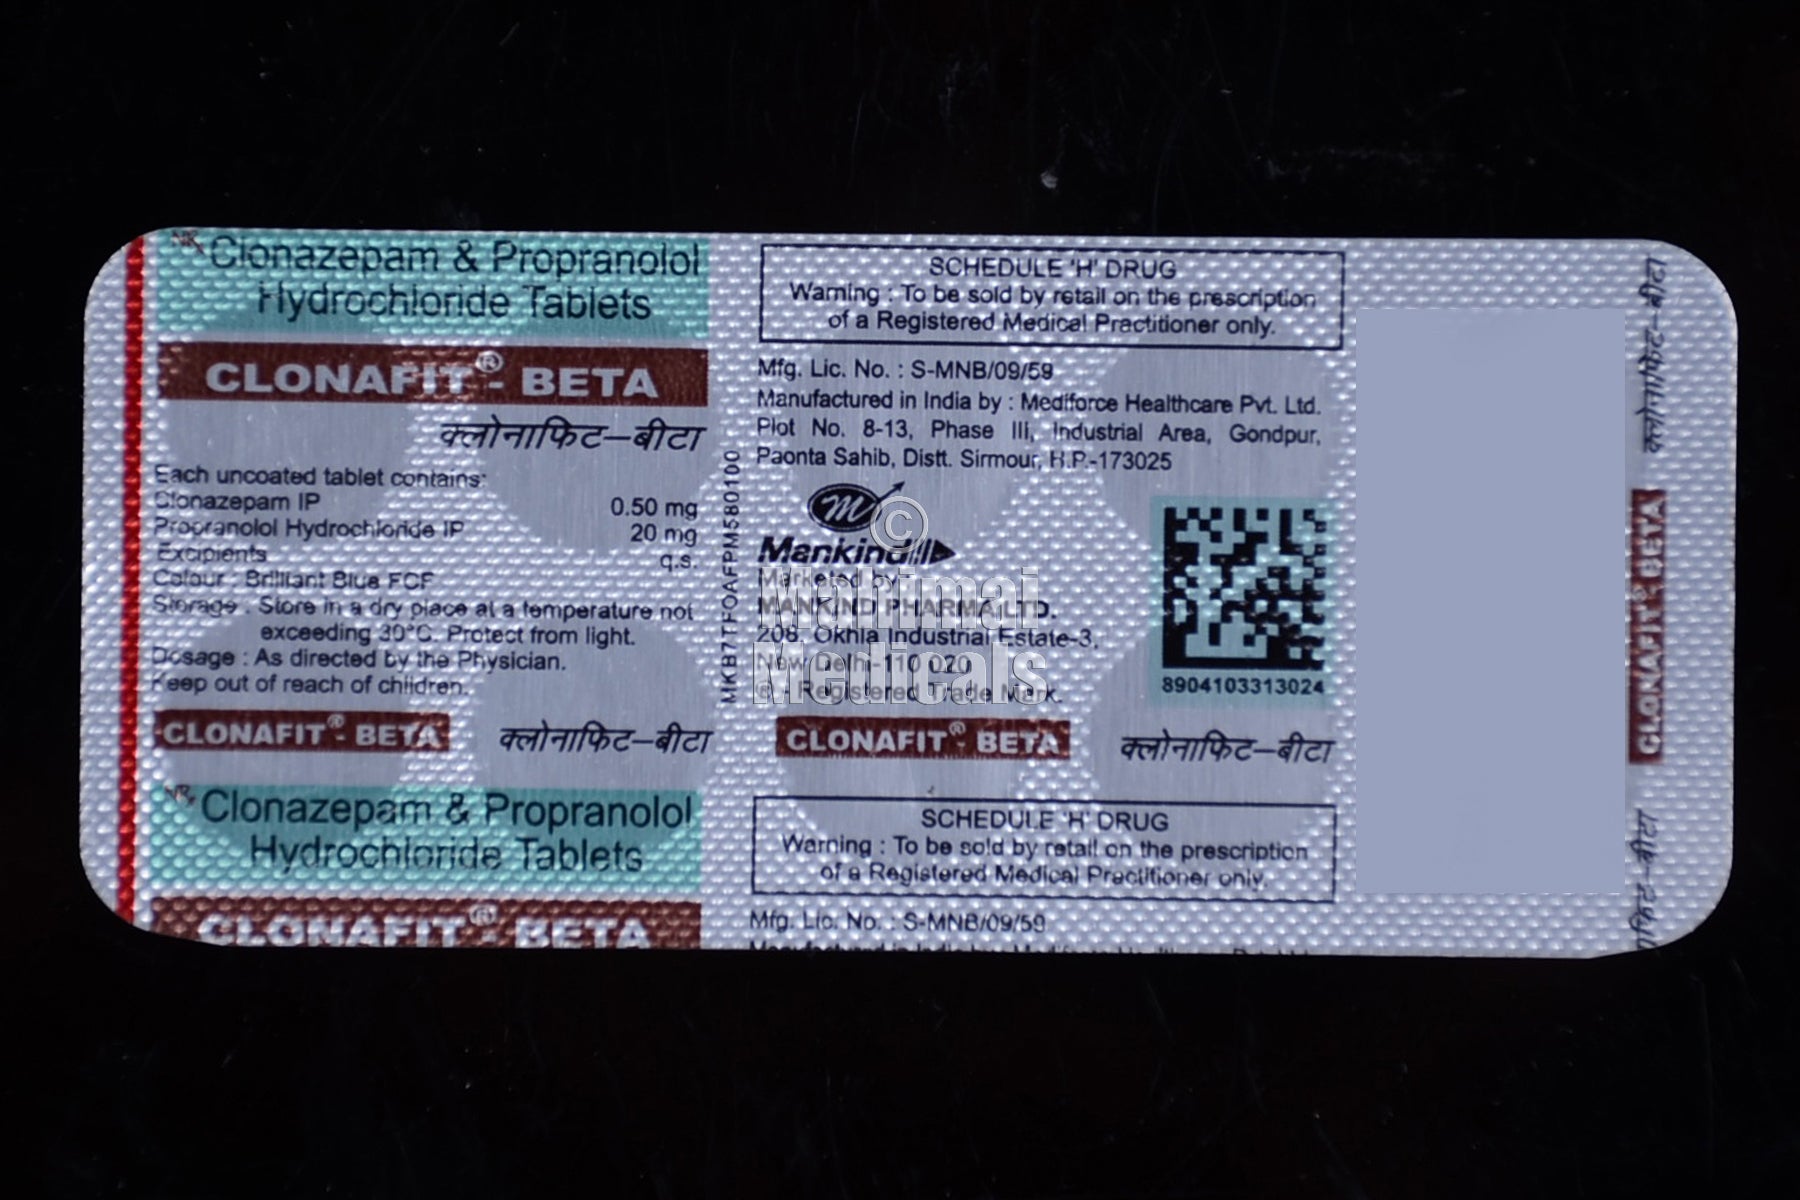 NRx Clonazepam & Propranolol
Hydrochloride Tablets
CLONAFIT® - BETA
क्लोनाफिट–बीटा
Each uncoated tablet contains:
Clonazepam IP 0.50 mg
Propranolol Hydrochloride IP 20 mg
Excipients q.s.
Colour : Brilliant Blue FCF
Storage : Store in a dry place at a temperature not
exceeding 30°C. Protect from light.
Dosage : As directed by the Physician.
Keep out of reach of children.
CLONAFIT® - BETA क्लोनाफिट–बीटा
NRx Clonazepam & Propranolol
Hydrochloride Tablets
CLONAFIT® - BETA
MKB7TFOAFPM580100
SCHEDULE 'H' DRUG
Warning : To be sold by retail on the prescription
of a Registered Medical Practitioner only.
Mfg. Lic. No. : S-MNB/09/59
Manufactured in India by : Mediforce Healthcare Pvt. Ltd.
Plot No. 8-13, Phase III, Industrial Area, Gondpur,
Paonta Sahib, Distt. Sirmour, H.P.-173025
m
Mankind
Marketed by
MANKIND PHARMA LTD.
208, Okhla Industrial Estate-3,
New Delhi-110 020
® - Registered Trade Mark.
©
Manimai
Medicals
8904103313024
CLONAFIT® - BETA क्लोनाफिट–बीटा
SCHEDULE 'H' DRUG
Warning : To be sold by retail on the prescription
of a Registered Medical Practitioner only.
Mfg. Lic. No. : S-MNB/09/59
क्लोनाफिट–बीटा
CLONAFIT® - BETA
फिट–बीटा